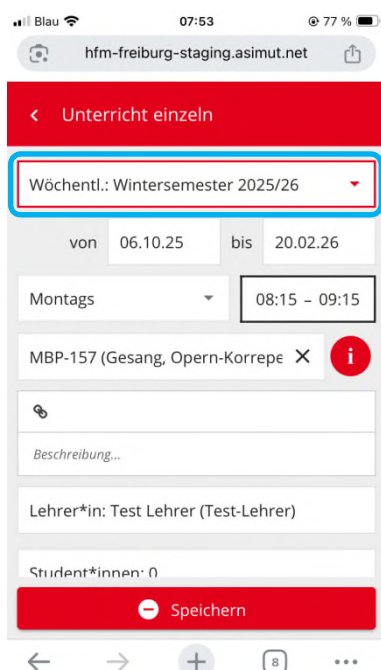 Blau 07:53 77 %
hfm-freiburg-staging.asimut.net
Unterricht einzeln
Wöchentl.: Wintersemester 2025/26
von 06.10.25 bis 20.02.26
Montags 08:15 – 09:15
MBP-157 (Gesang, Opern-Korrepe
i
Beschreibung...
Lehrer*in: Test Lehrer (Test-Lehrer)
Student*innen: 0
Speichern
8